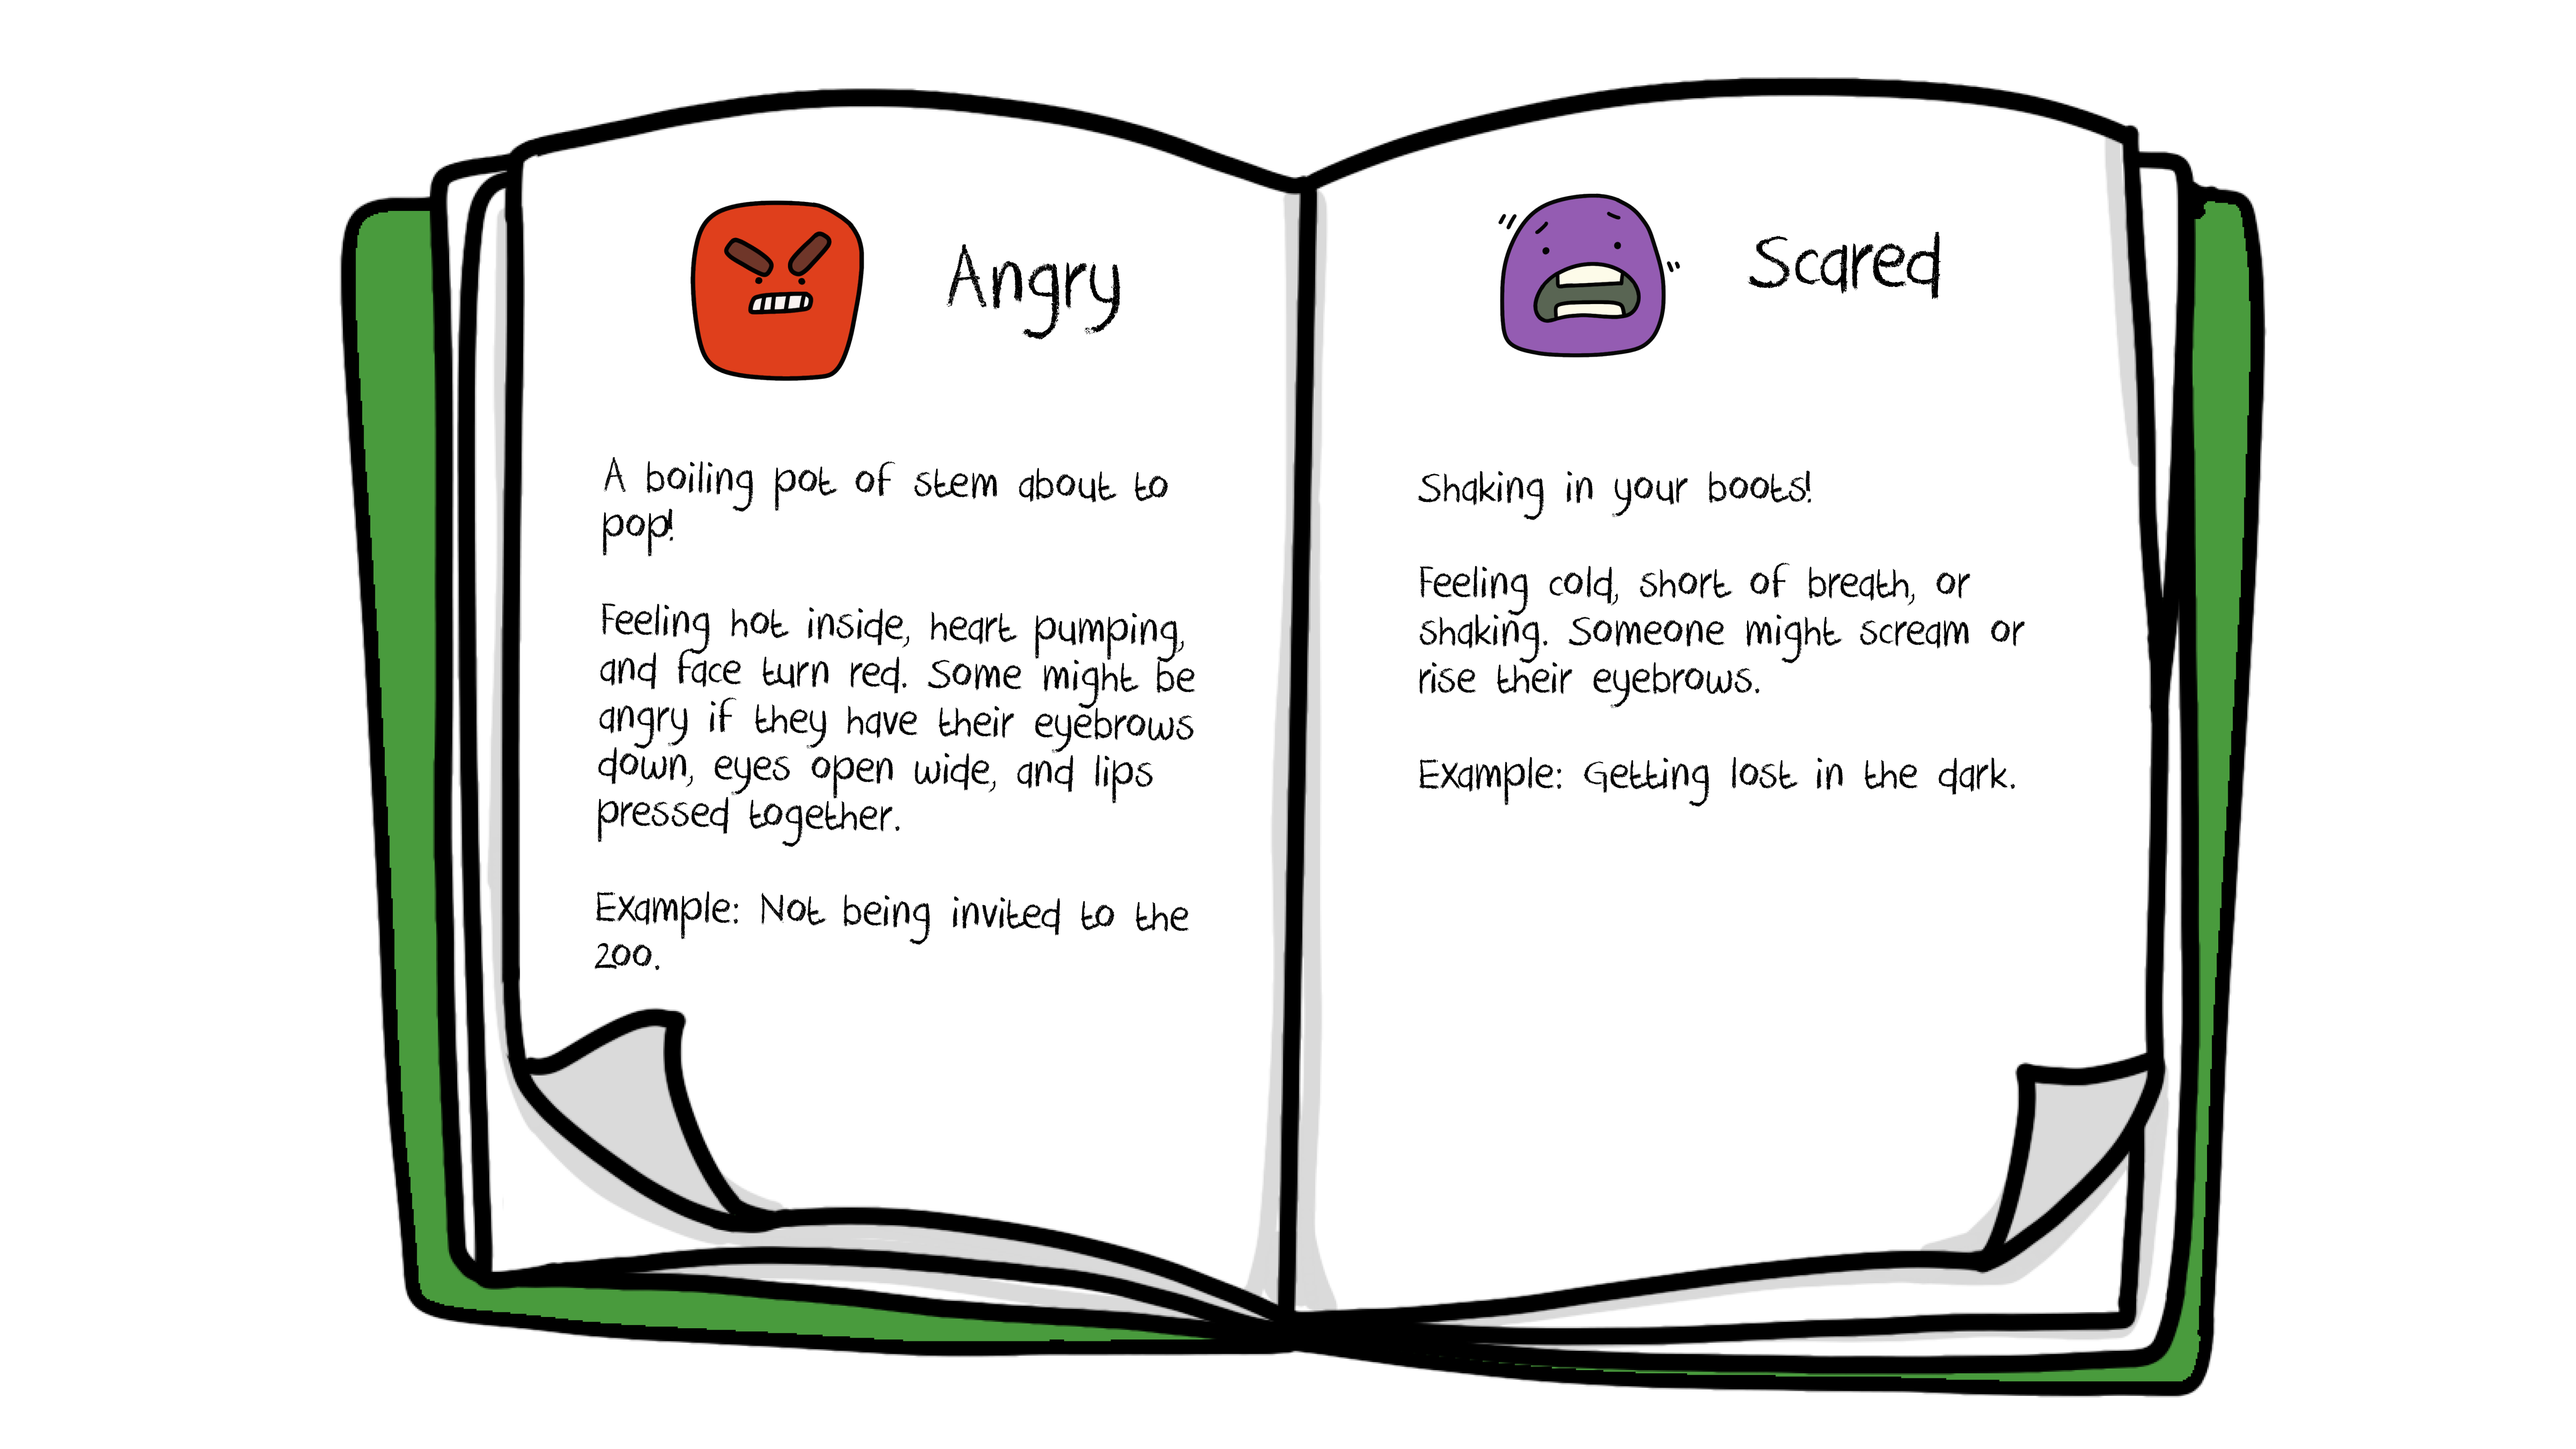 Angry
A boiling pot of stem about to
pop!
Feeling hot inside, heart pumping,
and face turn red. Some might be
angry if they have their eyebrows
down, eyes open wide, and lips
pressed together.
Example: Not being invited to the
zoo.
Scared
Shaking in your boots!
Feeling cold, short of breath, or
shaking. Someone might scream or
rise their eyebrows.
Example: Getting lost in the dark.